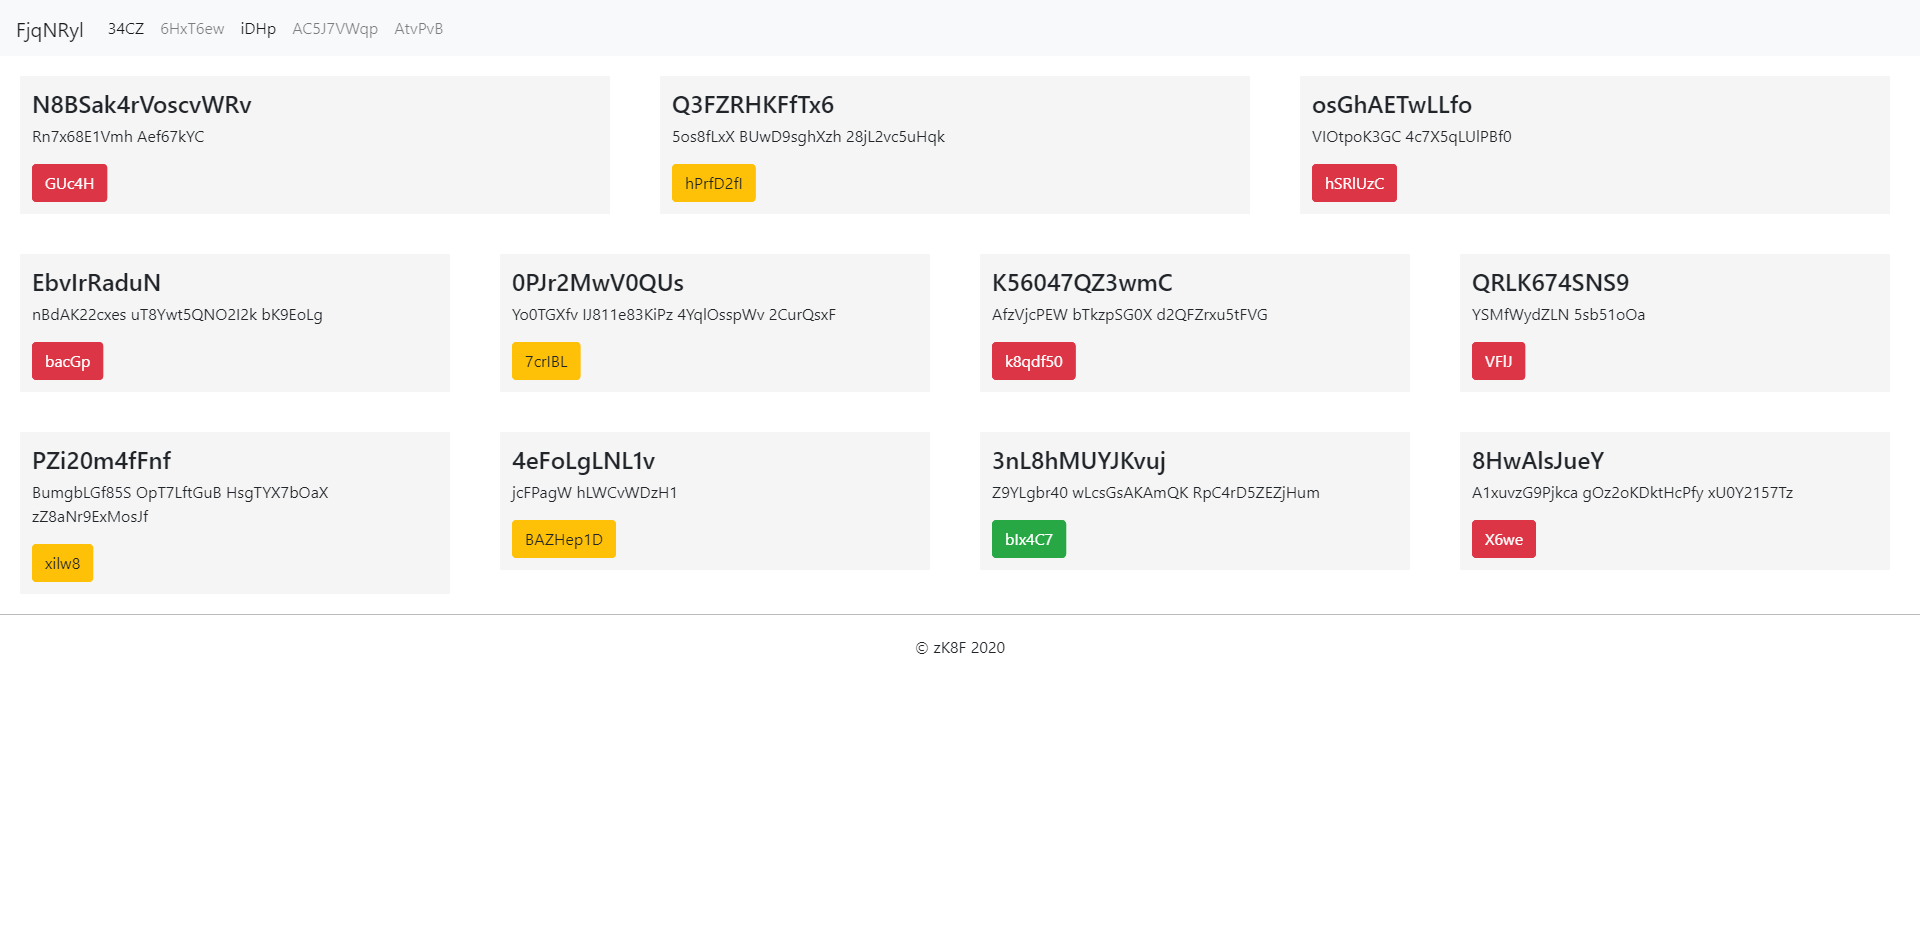 FjqNRyl 34CZ 6HxT6ew iDHp AC5J7VWqp AtvPvB
N8BSak4rVoscvWRv
Rn7x68E1Vmh Aef67kYC
GUc4H
Q3FZRHKFfTx6
5os8fLxX BUwD9sghXzh 28jL2vc5uHqk
hPrfD2fI
osGhAETwLLfo
VIOtpoK3GC 4c7X5qLUlPBf0
hSRlUzC
EbvIrRaduN
nBdAK22cxes uT8Ywt5QNO2I2k bK9EoLg
bacGp
0PJr2MwV0QUs
Yo0TGXfv IJ811e83KiPz 4YqlOsspWv 2CurQsxF
7crIBL
K56047QZ3wmC
AfzVjcPEW bTkzpSG0X d2QFZrxu5tFVG
k8qdf50
QRLK674SNS9
YSMfWydZLN 5sb51oOa
VFlJ
PZi20m4fFnf
BumgbLGf85S OpT7LftGuB HsgTYX7bOaX
zZ8aNr9ExMosJf
xilw8
4eFoLgLNL1v
jcFPagW hLWCvWDzH1
BAZHep1D
3nL8hMUYJKvuj
Z9YLgbr40 wLcsGsAKAmQK RpC4rD5ZEZjHum
bIx4C7
8HwAlsJueY
A1xuvzG9Pjkca gOz2oKDktHcPfy xU0Y2157Tz
X6we
© zK8F 2020